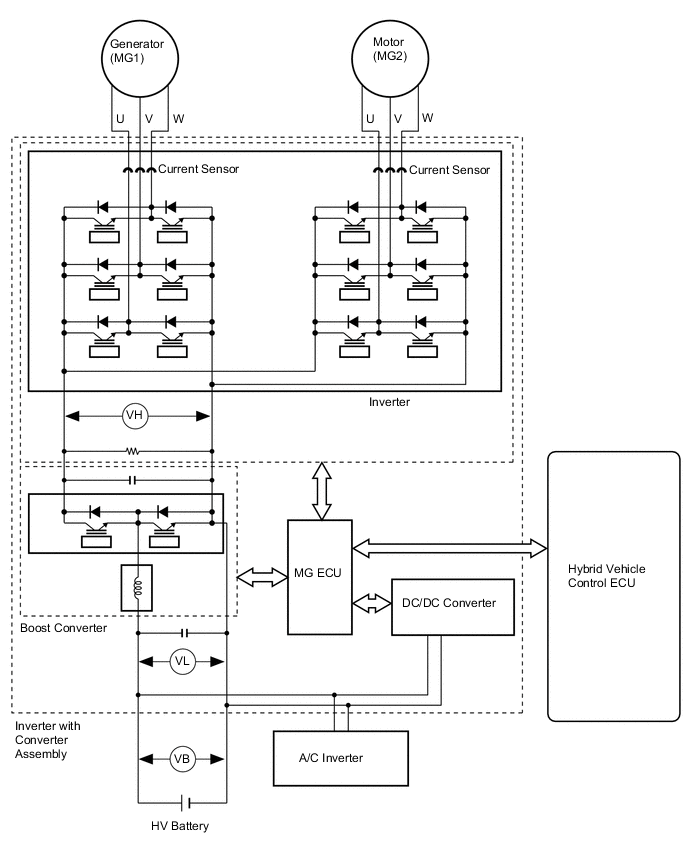 Generator
(MG1)
Motor
(MG2)
U
V
W
U
V
W
Current Sensor
Current Sensor
Inverter
VH
MG ECU
Hybrid Vehicle
Control ECU
DC/DC Converter
Boost Converter
VL
Inverter with
Converter
Assembly
VB
A/C Inverter
HV Battery